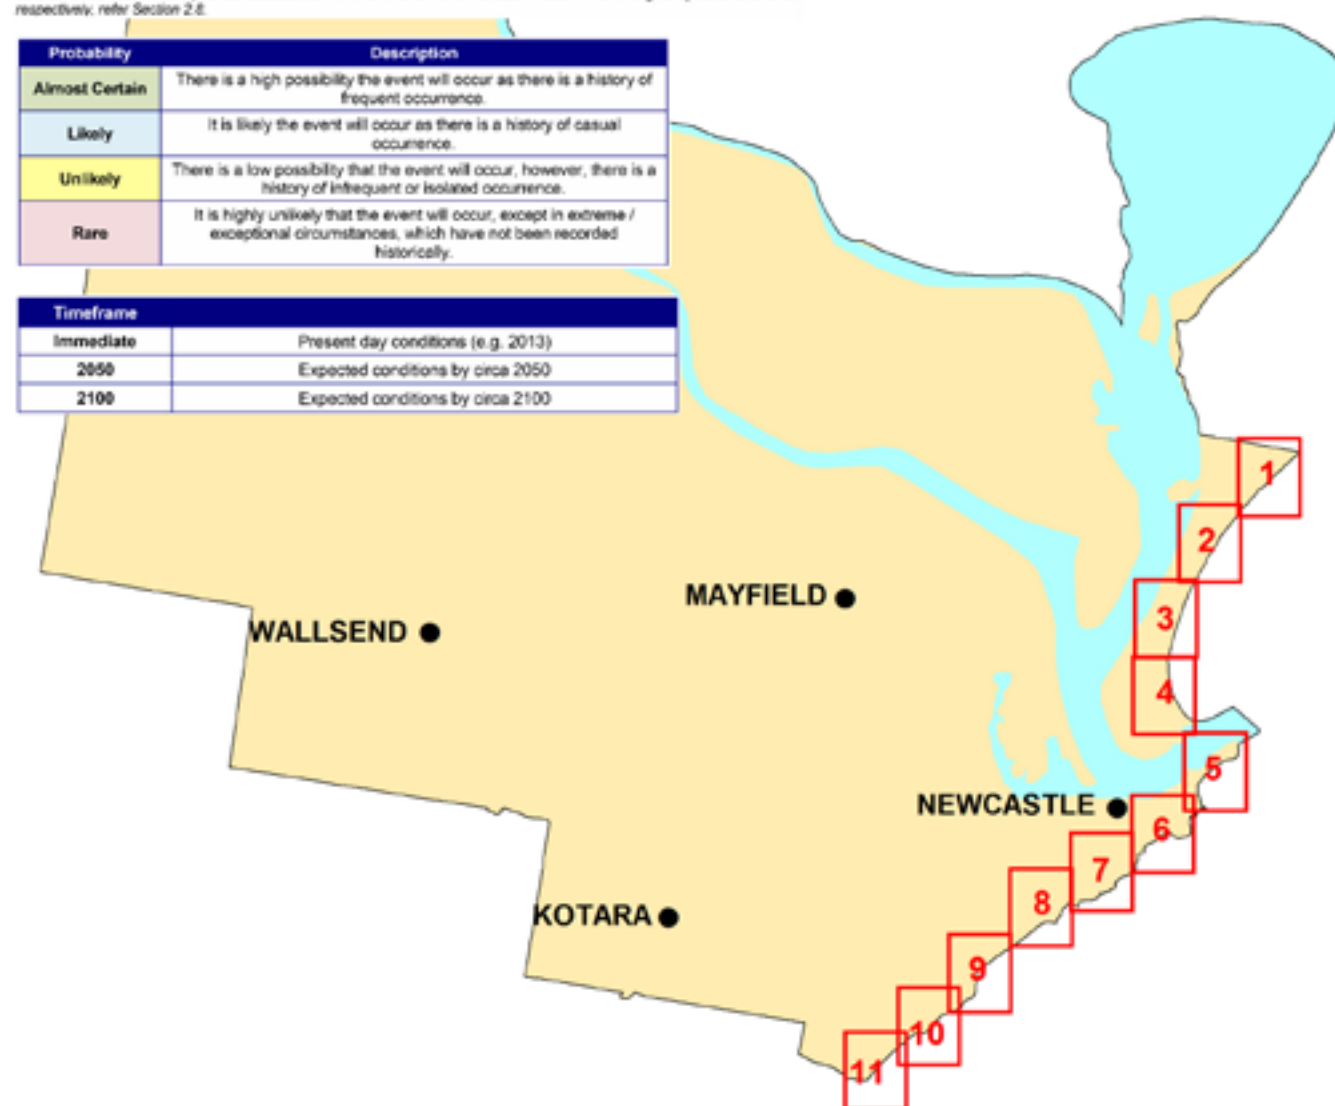 respectively, refer Section 2.6.
Probability Description
Almost Certain There is a high possibility the event will occur as there is a history of
frequent occurrence.
Likely It is likely the event will occur as there is a history of casual
occurrence.
Unlikely There is a low possibility that the event will occur, however, there is a
history of infrequent or isolated occurrence.
Rare It is highly unlikely that the event will occur, except in extreme /
exceptional circumstances, which have not been recorded
historically.
Timeframe
Immediate Present day conditions (e.g. 2013)
2050 Expected conditions by circa 2050
2100 Expected conditions by circa 2100
1
2
MAYFIELD
3
WALLSEND
4
5
NEWCASTLE
6
7
8
KOTARA
9
10
11